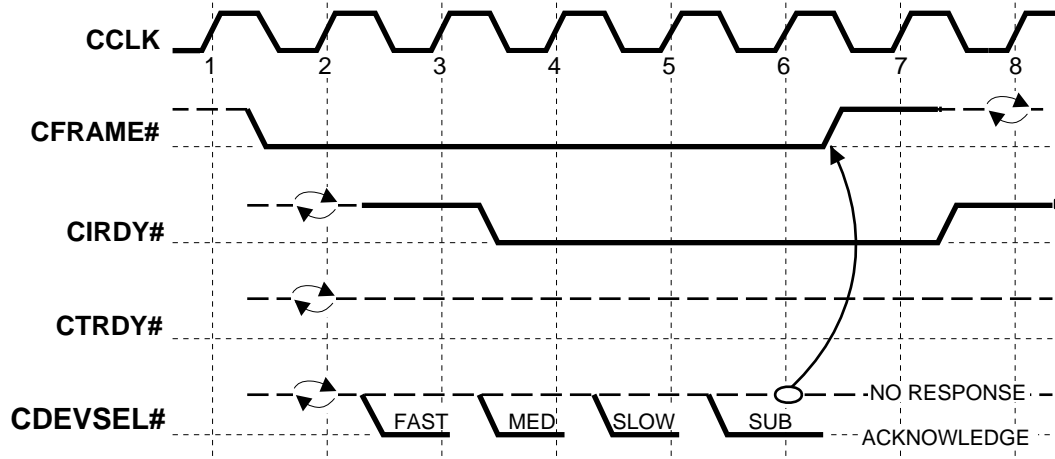 CCLK
1 2 3 4 5 6 7 8
CFRAME#
CIRDY#
CTRDY#
CDEVSEL#
FAST MED SLOW SUB
NO RESPONSE
ACKNOWLEDGE